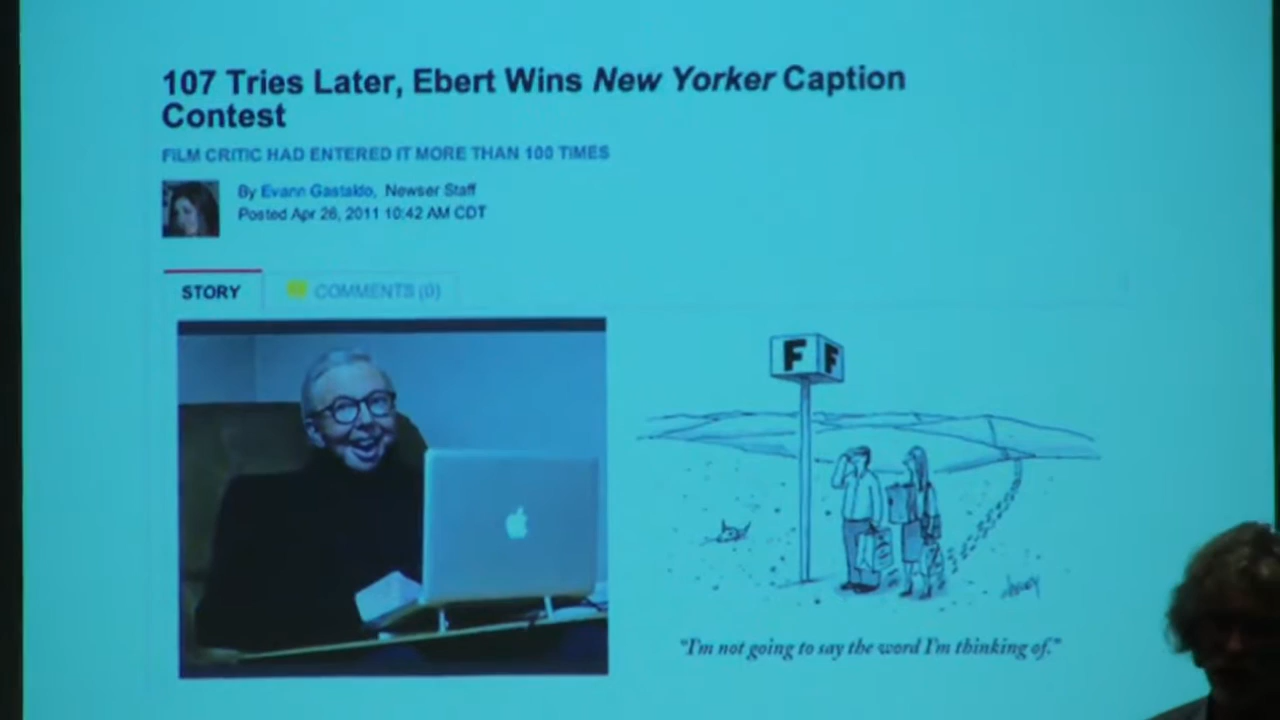 107 Tries Later, Ebert Wins New Yorker Caption
Contest
FILM CRITIC HAD ENTERED IT MORE THAN 100 TIMES
By Evann Gastaldo, Newser Staff
Posted Apr 26, 2011 10:42 AM CDT
STORY
COMMENTS (0)
F F
"I'm not going to say the word I'm thinking of."